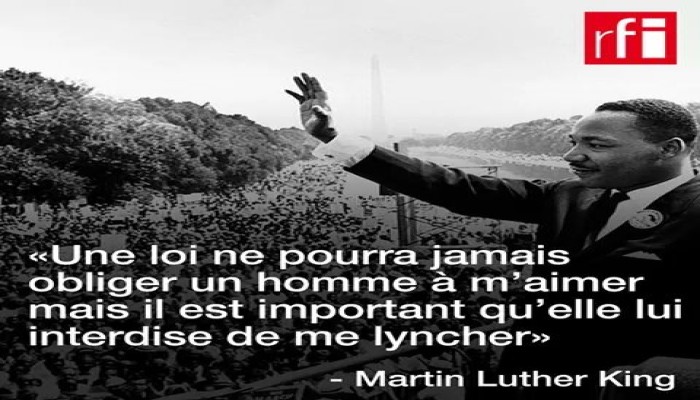 rfi
«Une loi ne pourra jamais
obliger un homme à m’aimer
mais il est important qu’elle lui
interdise de me lyncher»
- Martin Luther King